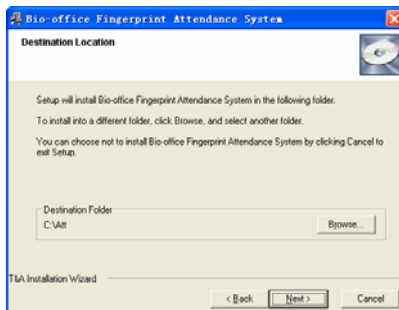 Bio-office Fingerprint Attendance System
Destination Location
Setup will install Bio-office Fingerprint Attendance System in the following folder.
To install into a different folder, click Browse, and select another folder.
You can choose not to install Bio-office Fingerprint Attendance System by clicking Cancel to
exit Setup.
Destination Folder
C:\Att
Browse...
T&A Installation Wizard
< Back
Next >
Cancel